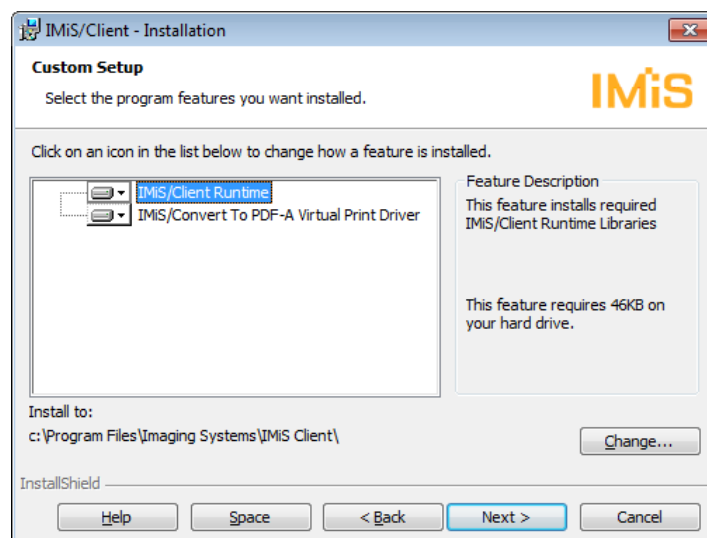 IMiS/Client - Installation
Custom Setup
Select the program features you want installed.
IMiS
Click on an icon in the list below to change how a feature is installed.
IMiS/Client Runtime
IMiS/Convert To PDF-A Virtual Print Driver
Feature Description
This feature installs required
IMiS/Client Runtime Libraries
This feature requires 46KB on
your hard drive.
Install to:
c:\Program Files\Imaging Systems\IMiS Client\
Change...
InstallShield
Help
Space
< Back
Next >
Cancel